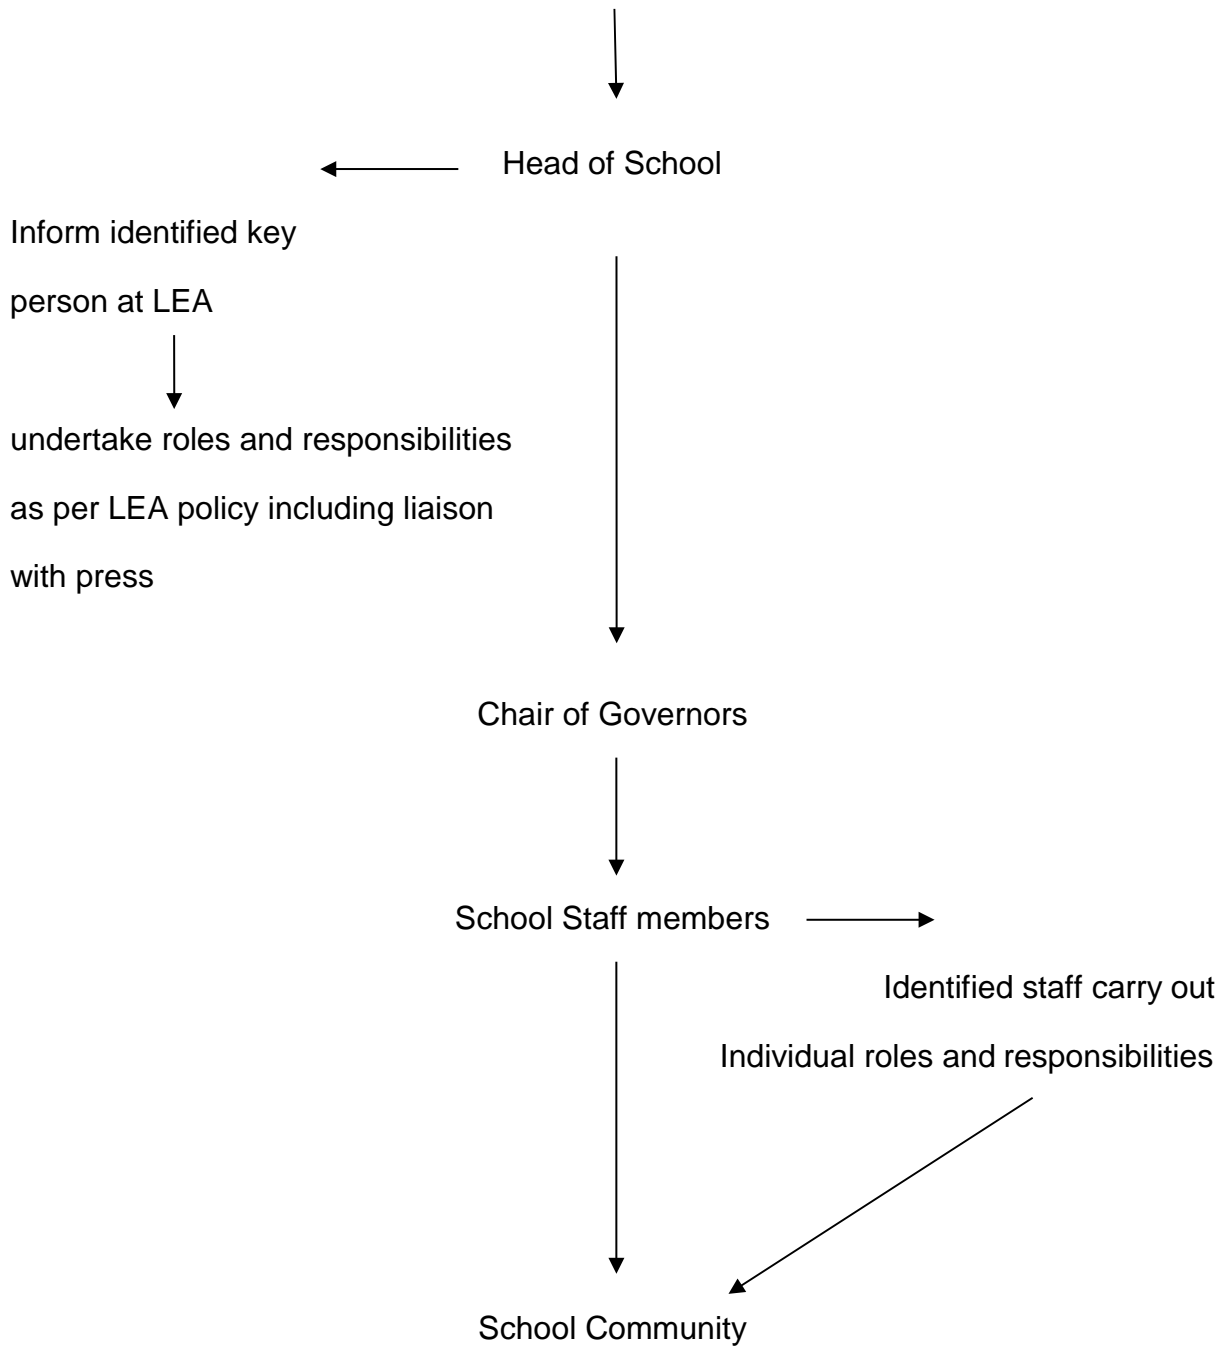 Head of School
Inform identified key
person at LEA
undertake roles and responsibilities
as per LEA policy including liaison
with press
Chair of Governors
School Staff members
Identified staff carry out
Individual roles and responsibilities
School Community